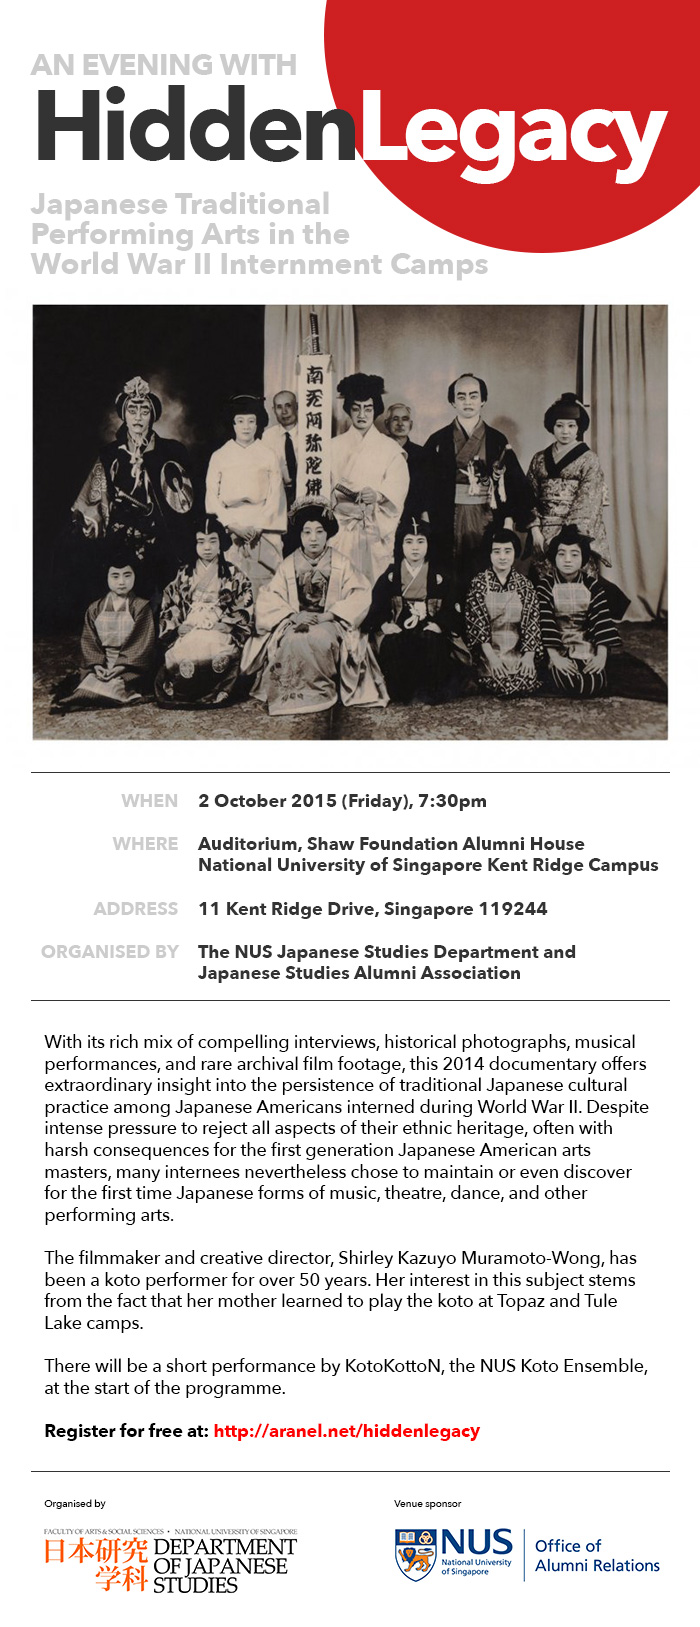 AN EVENING WITH
HiddenLegacy
Japanese Traditional
Performing Arts in the
World War II Internment Camps
南无阿弥陀佛
WHEN 2 October 2015 (Friday), 7:30pm
WHERE Auditorium, Shaw Foundation Alumni House
National University of Singapore Kent Ridge Campus
ADDRESS 11 Kent Ridge Drive, Singapore 119244
ORGANISED BY The NUS Japanese Studies Department and
Japanese Studies Alumni Association
With its rich mix of compelling interviews, historical photographs, musical
performances, and rare archival film footage, this 2014 documentary offers
extraordinary insight into the persistence of traditional Japanese cultural
practice among Japanese Americans interned during World War II. Despite
intense pressure to reject all aspects of their ethnic heritage, often with
harsh consequences for the first generation Japanese American arts
masters, many internees nevertheless chose to maintain or even discover
for the first time Japanese forms of music, theatre, dance, and other
performing arts.
The filmmaker and creative director, Shirley Kazuyo Muramoto-Wong, has
been a koto performer for over 50 years. Her interest in this subject stems
from the fact that her mother learned to play the koto at Topaz and Tule
Lake camps.
There will be a short performance by KotoKottoN, the NUS Koto Ensemble,
at the start of the programme.
Register for free at: http://aranel.net/hiddenlegacy
Organised by
FACULTY OF ARTS & SOCIAL SCIENCES • NATIONAL UNIVERSITY OF SINGAPORE
日本研究
学科
DEPARTMENT
OF JAPANESE
STUDIES
Venue sponsor
NUS
National University
of Singapore
Office of
Alumni Relations